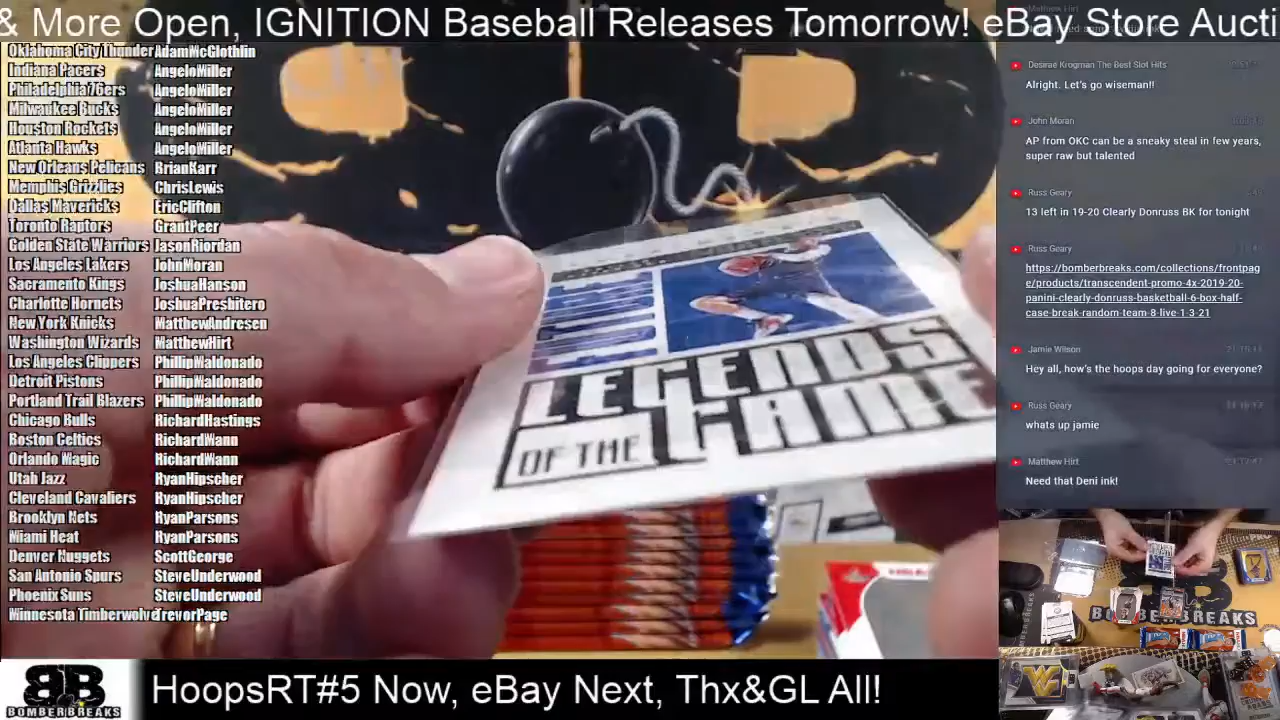 & More Open, IGNITION Baseball Releases Tomorrow! eBay Store Aucti
Oklahoma City Thunder AdamMcGlothlin
Indiana Pacers AngeloMiller
Philadelphia 76ers AngeloMiller
Milwaukee Bucks AngeloMiller
Houston Rockets AngeloMiller
Atlanta Hawks AngeloMiller
New Orleans Pelicans BrianKarr
Memphis Grizzlies ChrisLewis
Dallas Mavericks EricClifton
Toronto Raptors GrantPeer
Golden State Warriors JasonRiordan
Los Angeles Lakers JohnMoran
Sacramento Kings JoshuaHanson
Charlotte Hornets JoshuaPreshitero
New York Knicks MatthewAndresen
Washington Wizards MatthewHirt
Los Angeles Clippers PhillipMaldonado
Detroit Pistons PhillipMaldonado
Portland Trail Blazers PhillipMaldonado
Chicago Bulls RichardHastings
Boston Celtics RichardWann
Orlando Magic RichardWann
Utah Jazz RyanHipscher
Cleveland Cavaliers RyanHipscher
Brooklyn Nets RyanParsons
Miami Heat RyanParsons
Denver Nuggets ScottGeorge
San Antonio Spurs SteveUnderwood
Phoenix Suns SteveUnderwood
Minnesota Timberwolve TrevorPage
LEGENDS
OF THE GAME
Matthew Hirt
Desirae Krogman The Best Slot Hits
Alright. Let's go wiseman!!
John Moran
AP from OKC can be a sneaky steal in few years,
super raw but talented
Russ Geary
13 left in 19-20 Clearly Donruss BK for tonight
Russ Geary
https://bomberbreaks.com/collections/frontpag
e/products/transcendent-promo-4x-2019-20-
panini-clearly-donruss-basketball-6-box-half-
case-break-random-team-8-live-1-3-21
Jamie Wilson
Hey all, how's the hoops day going for everyone?
Russ Geary
whats up jamie
Matthew Hirt
Need that Deni ink!
BOMBERBREAKS
BB
BOMBERBREAKS
HoopsRT#5 Now, eBay Next, Thx&GL All!